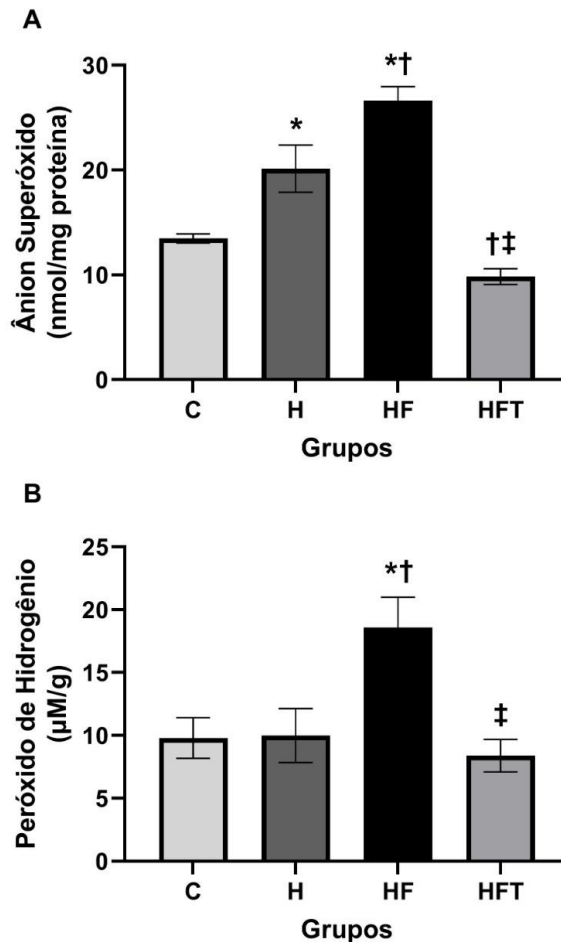 A
Ânion Superóxido
(nmol/mg proteína)
30
20
10
0
*
*†
†‡
C H HF HFT
Grupos
B
Peróxido de Hidrogênio
(µM/g)
25
20
15
10
5
0
*†
‡
C H HF HFT
Grupos